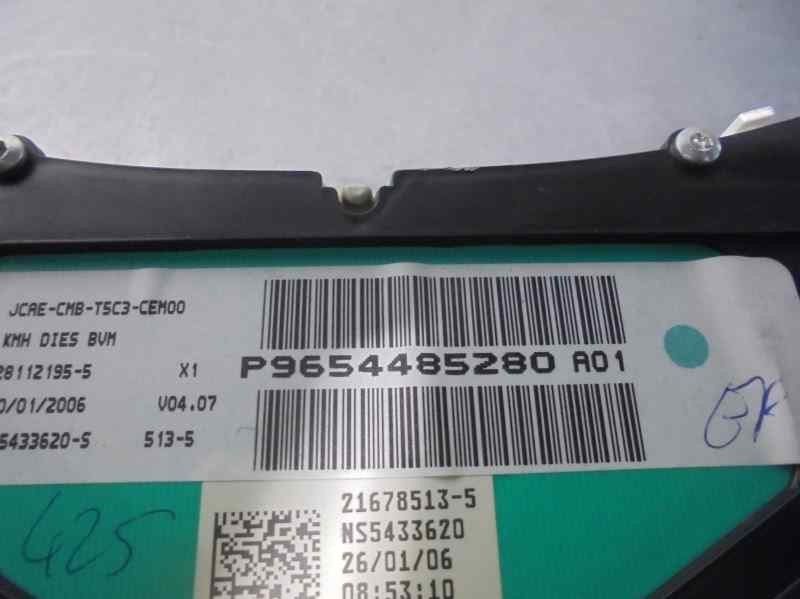 JCAE-CMB-T5C3-CEM00
KMH DIES BVM
28112195-5 X1
0/01/2006 V04.07
5433620-S 513-5
P9654485280 A01
425
21678513-5
NS5433620
26/01/06
08:53:10